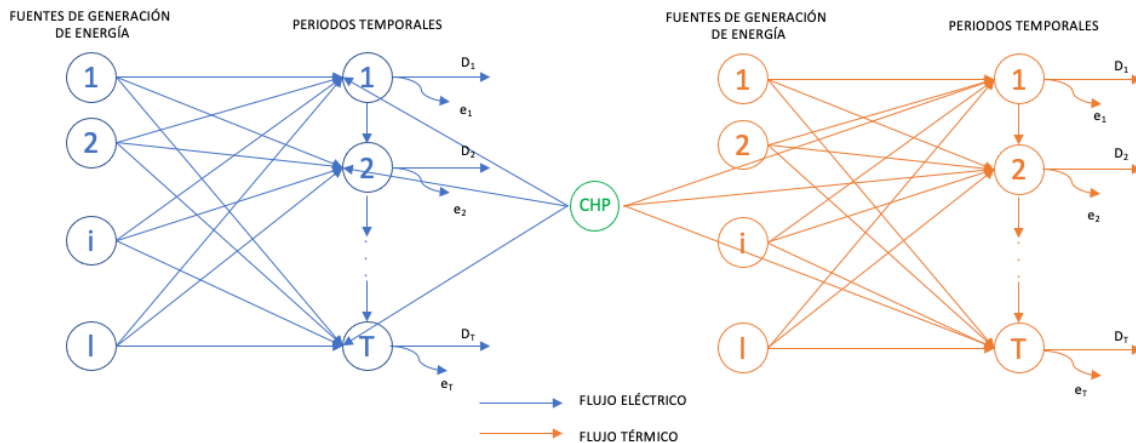 FUENTES DE GENERACIÓN
DE ENERGÍA
PERIODOS TEMPORALES
1
1
D1
e1
2
2
D2
e2
i
.
.
I
T
DT
eT
CHP
FUENTES DE GENERACIÓN
DE ENERGÍA
PERIODOS TEMPORALES
1
1
D1
e1
2
2
D2
e2
i
.
.
I
T
DT
eT
FLUJO ELÉCTRICO
FLUJO TÉRMICO